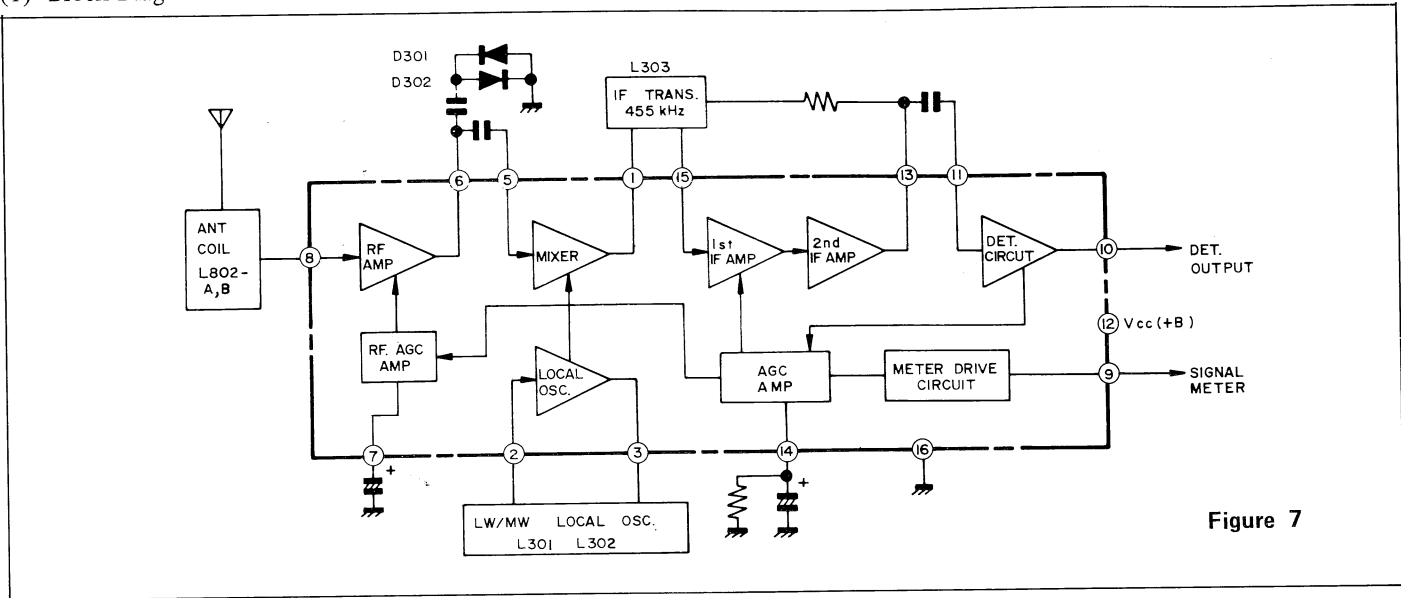 D301
D302
L303
IF TRANS.
455 kHz
6
5
1
15
13
11
ANT
COIL
L802-
A,B
8
RF
AMP
MIXER
1st
IF AMP
2nd
IF AMP
DET.
CIRCUT
10
DET.
OUTPUT
12
Vcc (+B)
RF. AGC
AMP
LOCAL
OSC.
AGC
AMP
METER DRIVE
CIRCUIT
9
SIGNAL
METER
7
+
2
3
14
+
16
LW/MW LOCAL OSC.
L301 L302
Figure 7